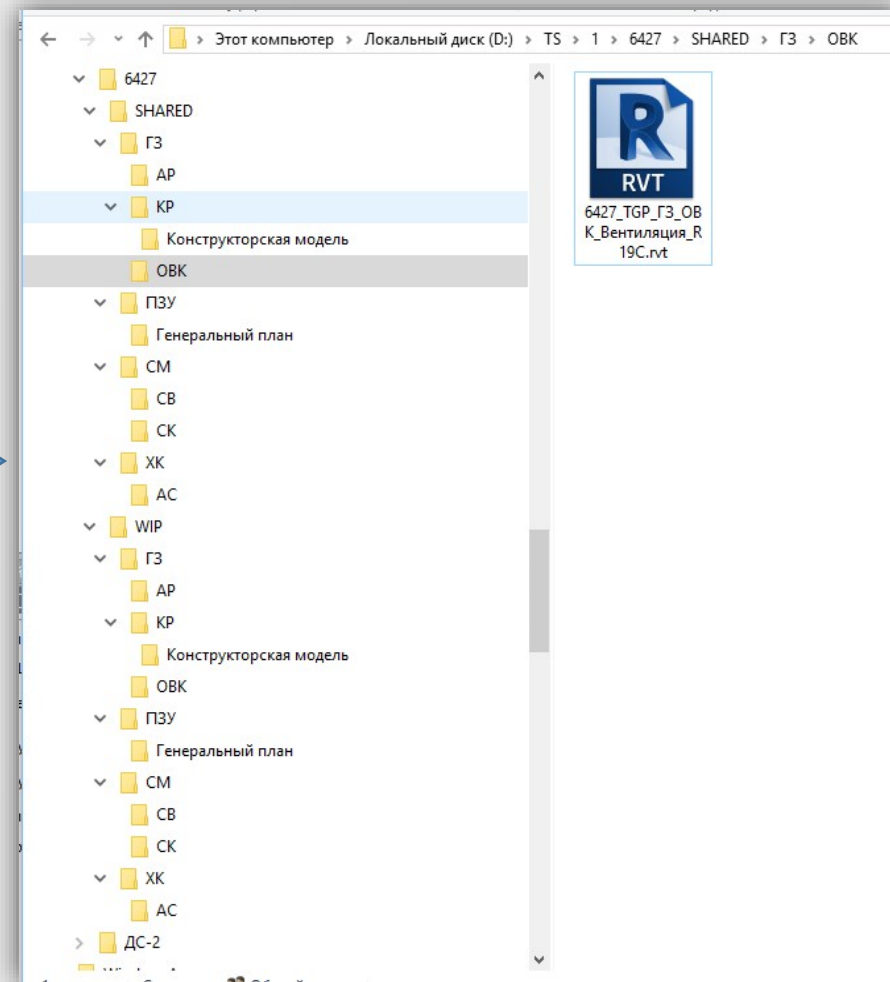 Этот компьютер > Локальный диск (D:) > TS > 1 > 6427 > SHARED > ГЗ > ОВК
6427
SHARED
ГЗ
АР
КР
Конструкторская модель
ОВК
ПЗУ
Генеральный план
СМ
СВ
СК
ХК
АС
WIP
ГЗ
АР
КР
Конструкторская модель
ОВК
ПЗУ
Генеральный план
СМ
СВ
СК
ХК
АС
ДС-2
R
RVT
6427_TGP_ГЗ_ОВ
К_Вентиляция_R
19C.rvt